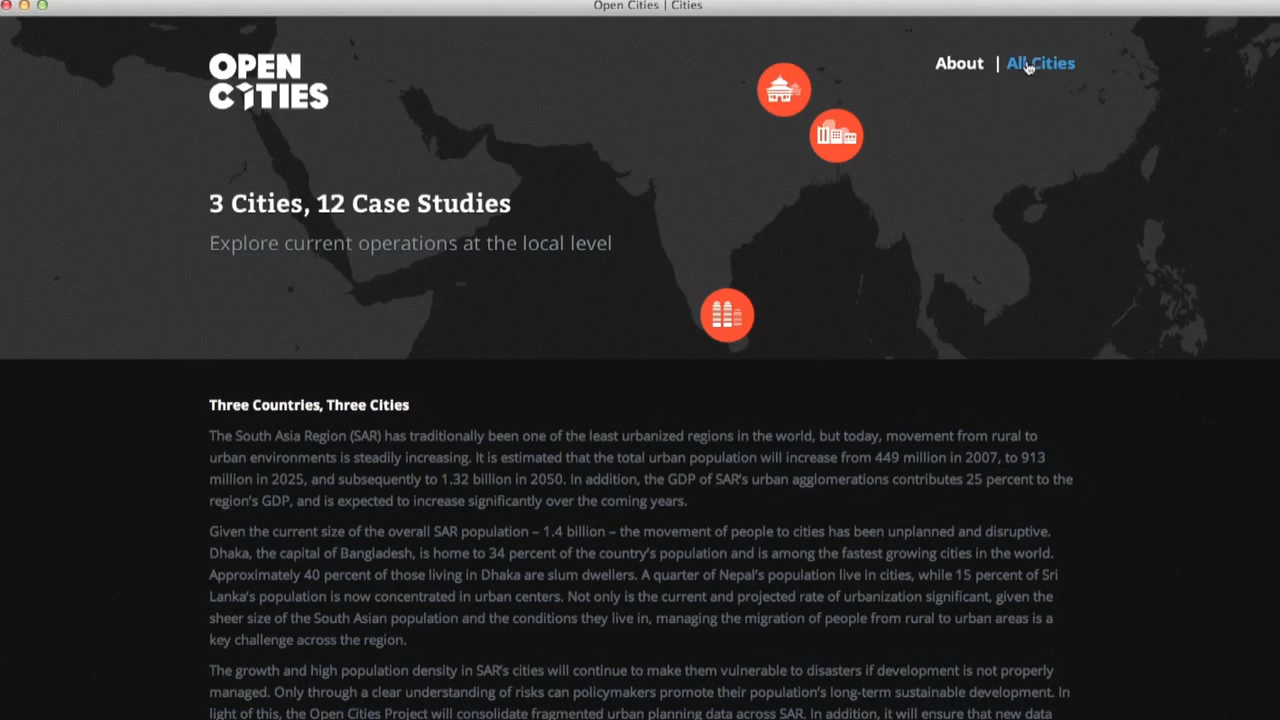 Open Cities | Cities
OPEN
CITIES
About | All Cities
3 Cities, 12 Case Studies
Explore current operations at the local level
Three Countries, Three Cities
The South Asia Region (SAR) has traditionally been one of the least urbanized regions in the world, but today, movement from rural to
urban environments is steadily increasing. It is estimated that the total urban population will increase from 449 million in 2007, to 913
million in 2025, and subsequently to 1.32 billion in 2050. In addition, the GDP of SAR's urban agglomerations contributes 25 percent to the
region's GDP, and is expected to increase significantly over the coming years.
Given the current size of the overall SAR population – 1.4 billion – the movement of people to cities has been unplanned and disruptive.
Dhaka, the capital of Bangladesh, is home to 34 percent of the country's population and is among the fastest growing cities in the world.
Approximately 40 percent of those living in Dhaka are slum dwellers. A quarter of Nepal's population live in cities, while 15 percent of Sri
Lanka's population is now concentrated in urban centers. Not only is the current and projected rate of urbanization significant, given the
sheer size of the South Asian population and the conditions they live in, managing the migration of people from rural to urban areas is a
key challenge across the region.
The growth and high population density in SAR's cities will continue to make them vulnerable to disasters if development is not properly
managed. Only through a clear understanding of risks can policymakers promote their population's long-term sustainable development. In
light of this, the Open Cities Project will consolidate fragmented urban planning data across SAR. In addition, it will ensure that new data